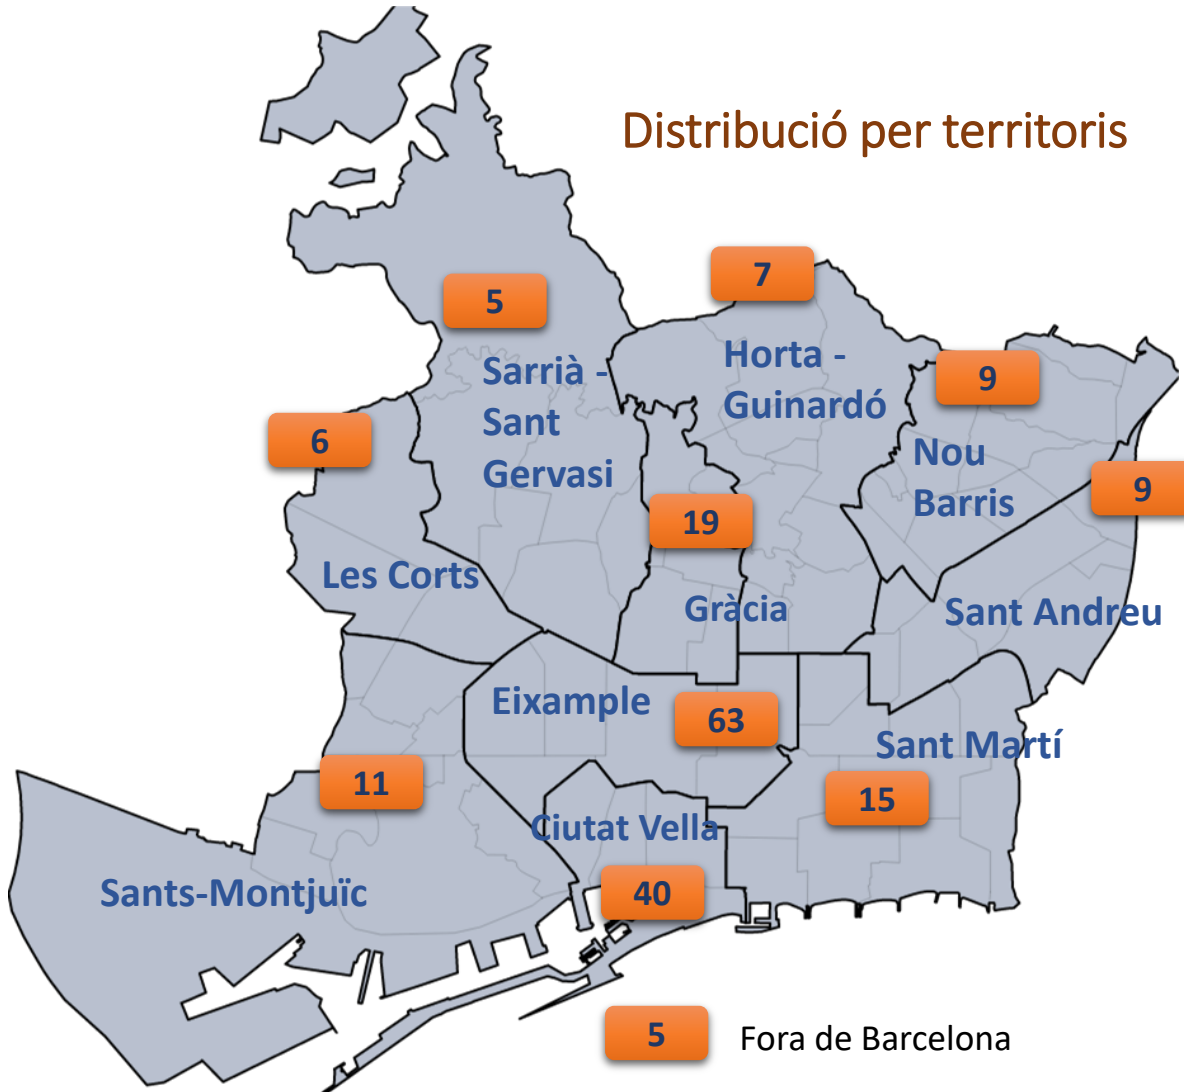 Distribució per territoris
7
5
Sarrià -
Sant
Gervasi
Horta -
Guinardó
9
Nou
Barris
6
9
19
Les Corts
Gràcia
Sant Andreu
Eixample
63
Sant Martí
11
15
Ciutat Vella
Sants-Montjuïc
40
5 Fora de Barcelona